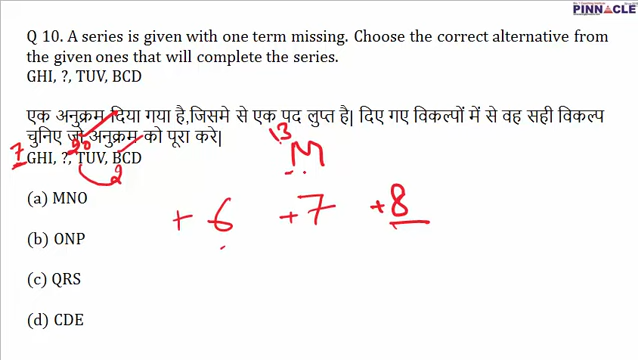 PINNACLE
Q 10. A series is given with one term missing. Choose the correct alternative from
the given ones that will complete the series.
GHI, ?, TUV, BCD
एक अनुक्रम दिया गया है,जिसमे से एक पद लुप्त है| दिए गए विकल्पों में से वह सही विकल्प
चुनिए जो अनुक्रम को पूरा करे|
13
7 20
M
GHI, ?, TUV, BCD
2
(a) MNO
+6 +7 +8
(b) ONP
(c) QRS
(d) CDE